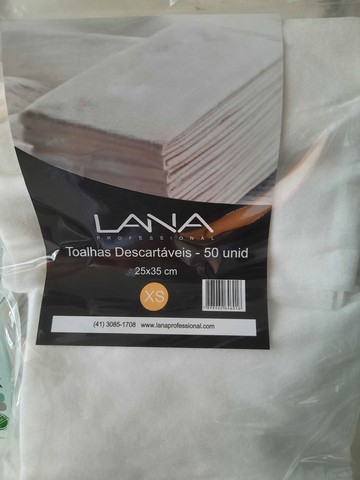 LANA
PROFESSIONAL
Toalhas Descartáveis - 50 unid
25x35 cm
XS
(41) 3085-1708 www.lanaprofessional.com